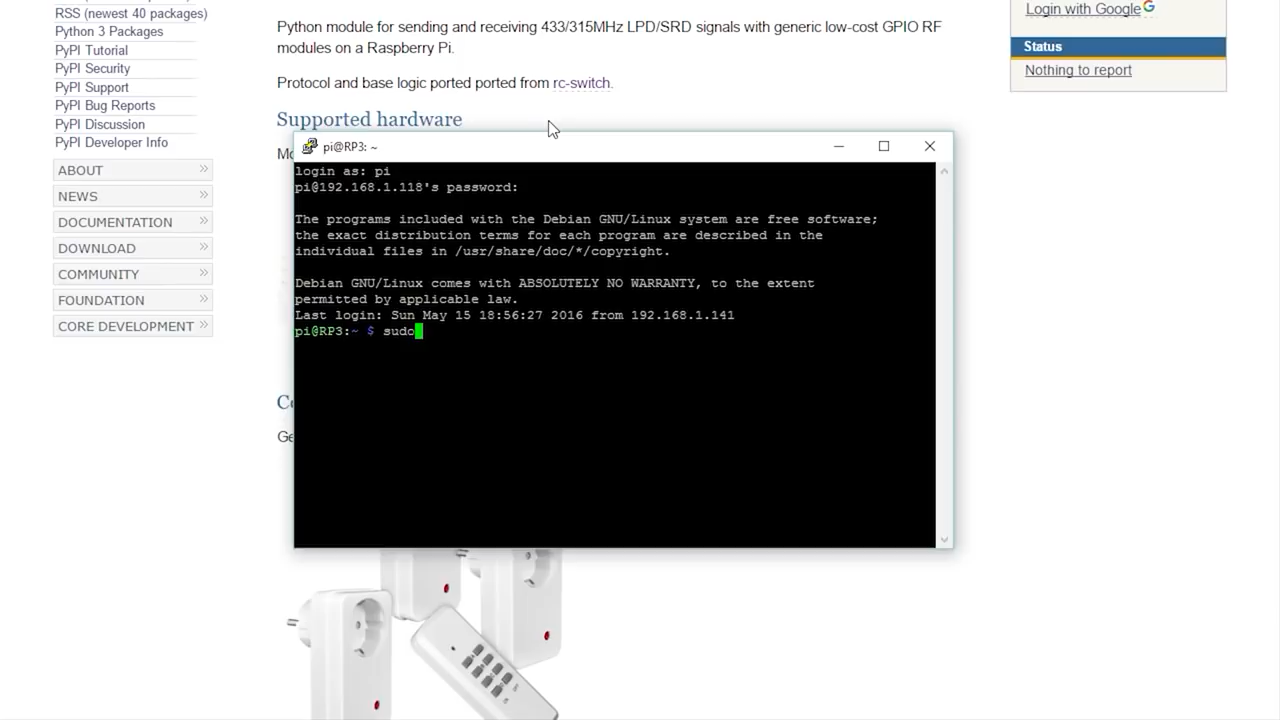 RSS (newest 40 packages)
Python 3 Packages
PyPI Tutorial
PyPI Security
PyPI Support
PyPI Bug Reports
PyPI Discussion
PyPI Developer Info
ABOUT
NEWS
DOCUMENTATION
DOWNLOAD
COMMUNITY
FOUNDATION
CORE DEVELOPMENT
Python module for sending and receiving 433/315MHz LPD/SRD signals with generic low-cost GPIO RF
modules on a Raspberry Pi.
Protocol and base logic ported ported from rc-switch.
Supported hardware
pi@RP3: ~
login as: pi
pi@192.168.1.118's password:
The programs included with the Debian GNU/Linux system are free software;
the exact distribution terms for each program are described in the
individual files in /usr/share/doc/*/copyright.
Debian GNU/Linux comes with ABSOLUTELY NO WARRANTY, to the extent
permitted by applicable law.
Last login: Sun May 15 18:56:27 2016 from 192.168.1.141
pi@RP3:~ $ sudo
Login with Google
Status
Nothing to report